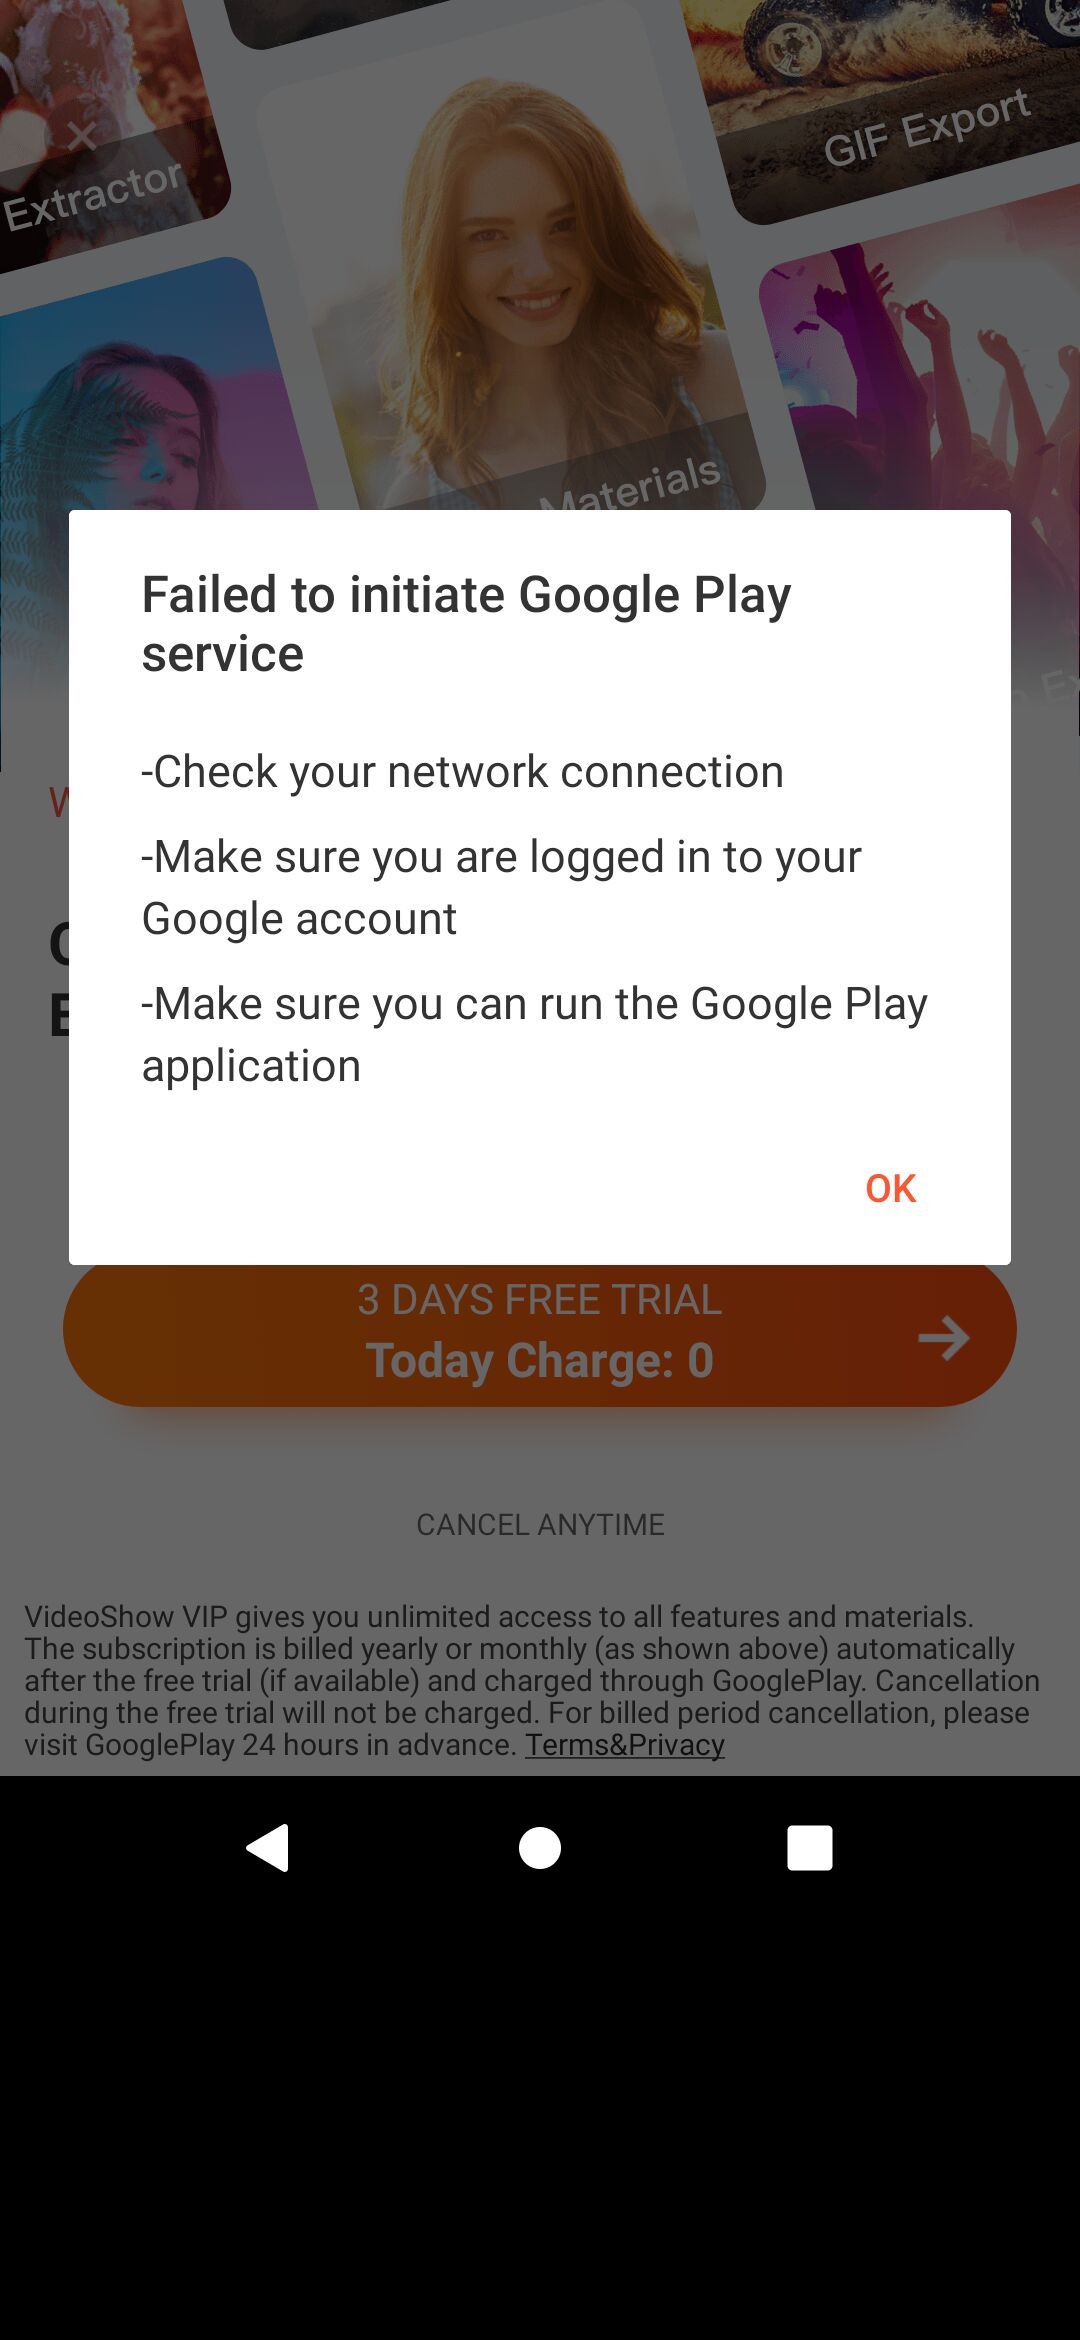 Extractor
GIF Export
Materials
Failed to initiate Google Play
service
-Check your network connection
-Make sure you are logged in to your
Google account
-Make sure you can run the Google Play
application
OK
3 DAYS FREE TRIAL
Today Charge: 0
CANCEL ANYTIME
VideoShow VIP gives you unlimited access to all features and materials.
The subscription is billed yearly or monthly (as shown above) automatically
after the free trial (if available) and charged through GooglePlay. Cancellation
during the free trial will not be charged. For billed period cancellation, please
visit GooglePlay 24 hours in advance. Terms&Privacy